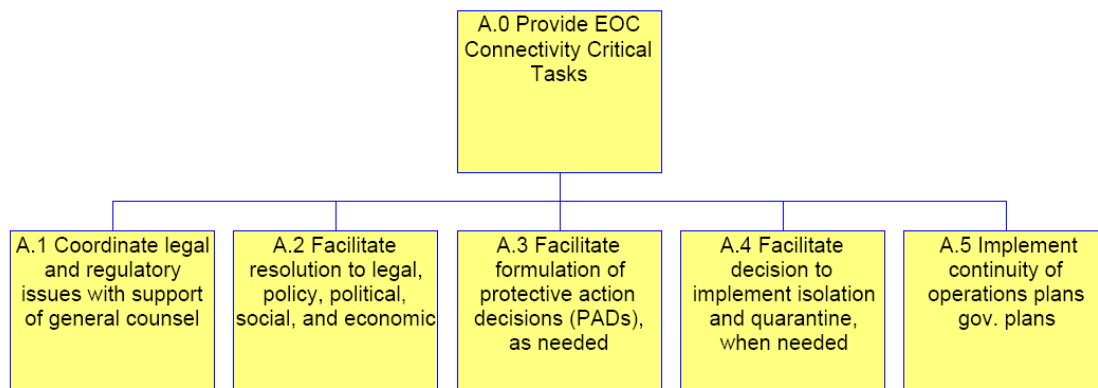 A.0 Provide EOC
Connectivity Critical
Tasks
A.1 Coordinate legal
and regulatory
issues with support
of general counsel
A.2 Facilitate
resolution to legal,
policy, political,
social, and economic
A.3 Facilitate
formulation of
protective action
decisions (PADs),
as needed
A.4 Facilitate
decision to
implement isolation
and quarantine,
when needed
A.5 Implement
continuity of
operations plans
gov. plans